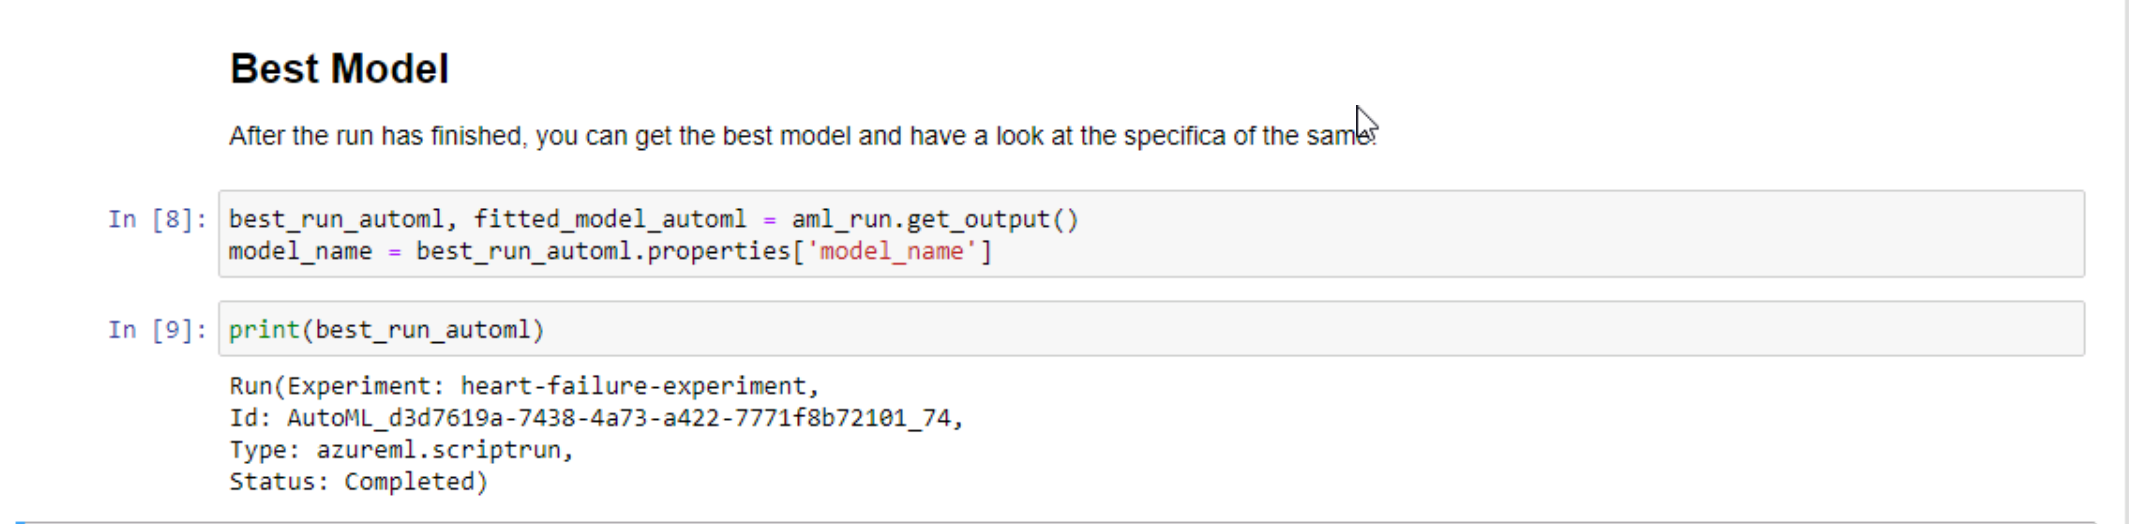 Best Model
After the run has finished, you can get the best model and have a look at the specifica of the same.
In [8]: best_run_automl, fitted_model_automl = aml_run.get_output()
model_name = best_run_automl.properties['model_name']
In [9]: print(best_run_automl)
Run(Experiment: heart-failure-experiment,
Id: AutoML_d3d7619a-7438-4a73-a422-7771f8b72101_74,
Type: azureml.scriptrun,
Status: Completed)